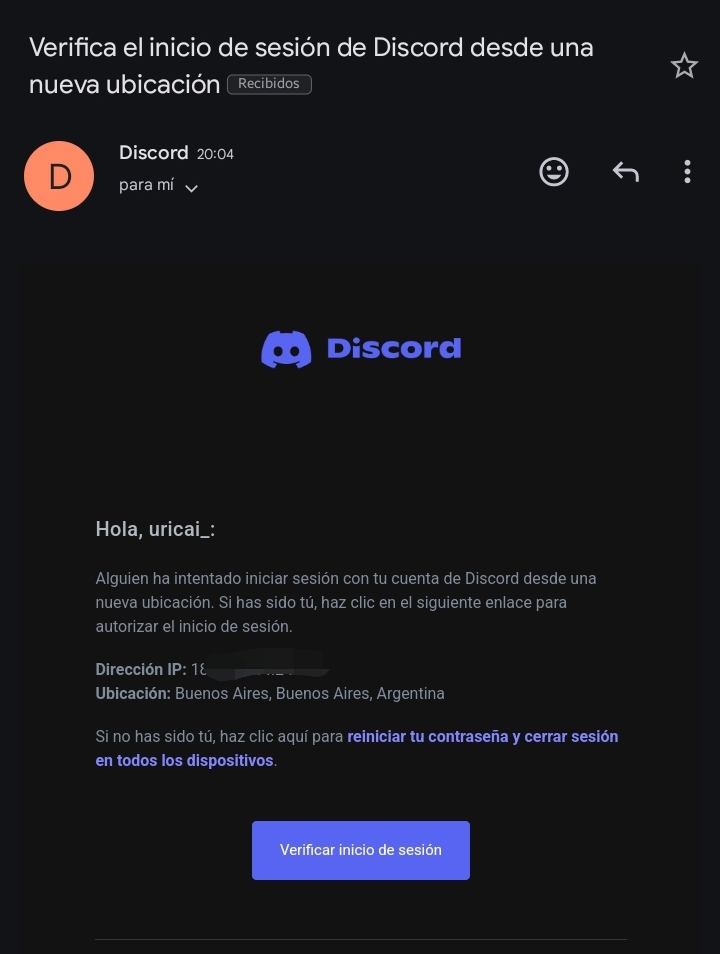 Verifica el inicio de sesión de Discord desde una
nueva ubicación Recibidos
D
Discord 20:04
para mí
Discord
Hola, uricai_:
Alguien ha intentado iniciar sesión con tu cuenta de Discord desde una
nueva ubicación. Si has sido tú, haz clic en el siguiente enlace para
autorizar el inicio de sesión.
Dirección IP: 18
Ubicación: Buenos Aires, Buenos Aires, Argentina
Si no has sido tú, haz clic aquí para reiniciar tu contraseña y cerrar sesión
en todos los dispositivos.
Verificar inicio de sesión